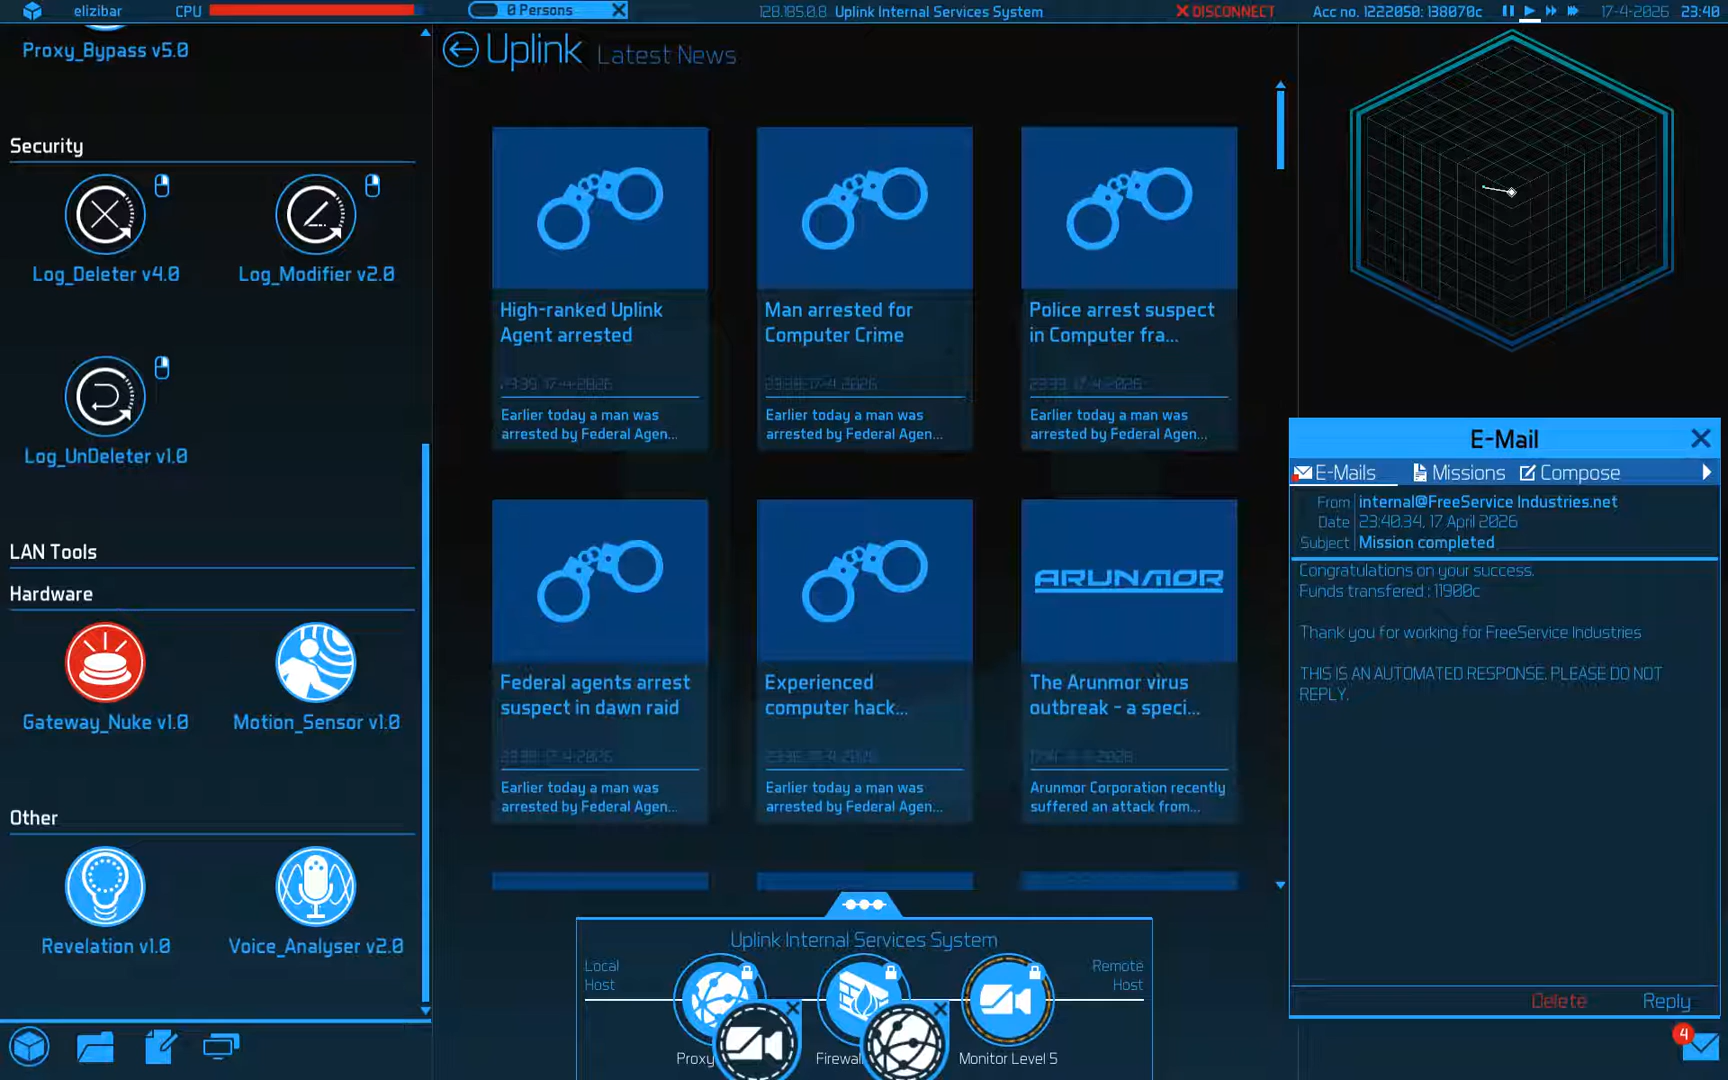 elizibar
CPU
0 Persons
128.185.0.8 Uplink Internal Services System
DISCONNECT
Acc no. 1222050: 138070c
17-4-2026 23:40
Proxy_Bypass v5.0
Security
Log_Deleter v4.0
Log_Modifier v2.0
Log_UnDeleter v1.0
LAN Tools
Hardware
Gateway_Nuke v1.0
Motion_Sensor v1.0
Other
Revelation v1.0
Voice_Analyser v2.0
Uplink Latest News
High-ranked Uplink
Agent arrested
Earlier today a man was
arrested by Federal Agen...
Man arrested for
Computer Crime
Earlier today a man was
arrested by Federal Agen...
Police arrest suspect
in Computer fra...
Earlier today a man was
arrested by Federal Agen...
Federal agents arrest
suspect in dawn raid
Earlier today a man was
arrested by Federal Agen...
Experienced
computer hack...
Earlier today a man was
arrested by Federal Agen...
ARUNMOR
The Arunmor virus
outbreak - a speci...
Arunmor Corporation recently
suffered an attack from...
Uplink Internal Services System
Local
Host
Remote
Host
Proxy
Firewal
Monitor Level 5
E-Mail
E-Mails
Missions
Compose
From internal@FreeService Industries.net
Date 23:40.34, 17 April 2026
Subject Mission completed
Congratulations on your success.
Funds transfered : 11900c
Thank you for working for FreeService Industries
THIS IS AN AUTOMATED RESPONSE. PLEASE DO NOT
REPLY.
Delete
Reply
4